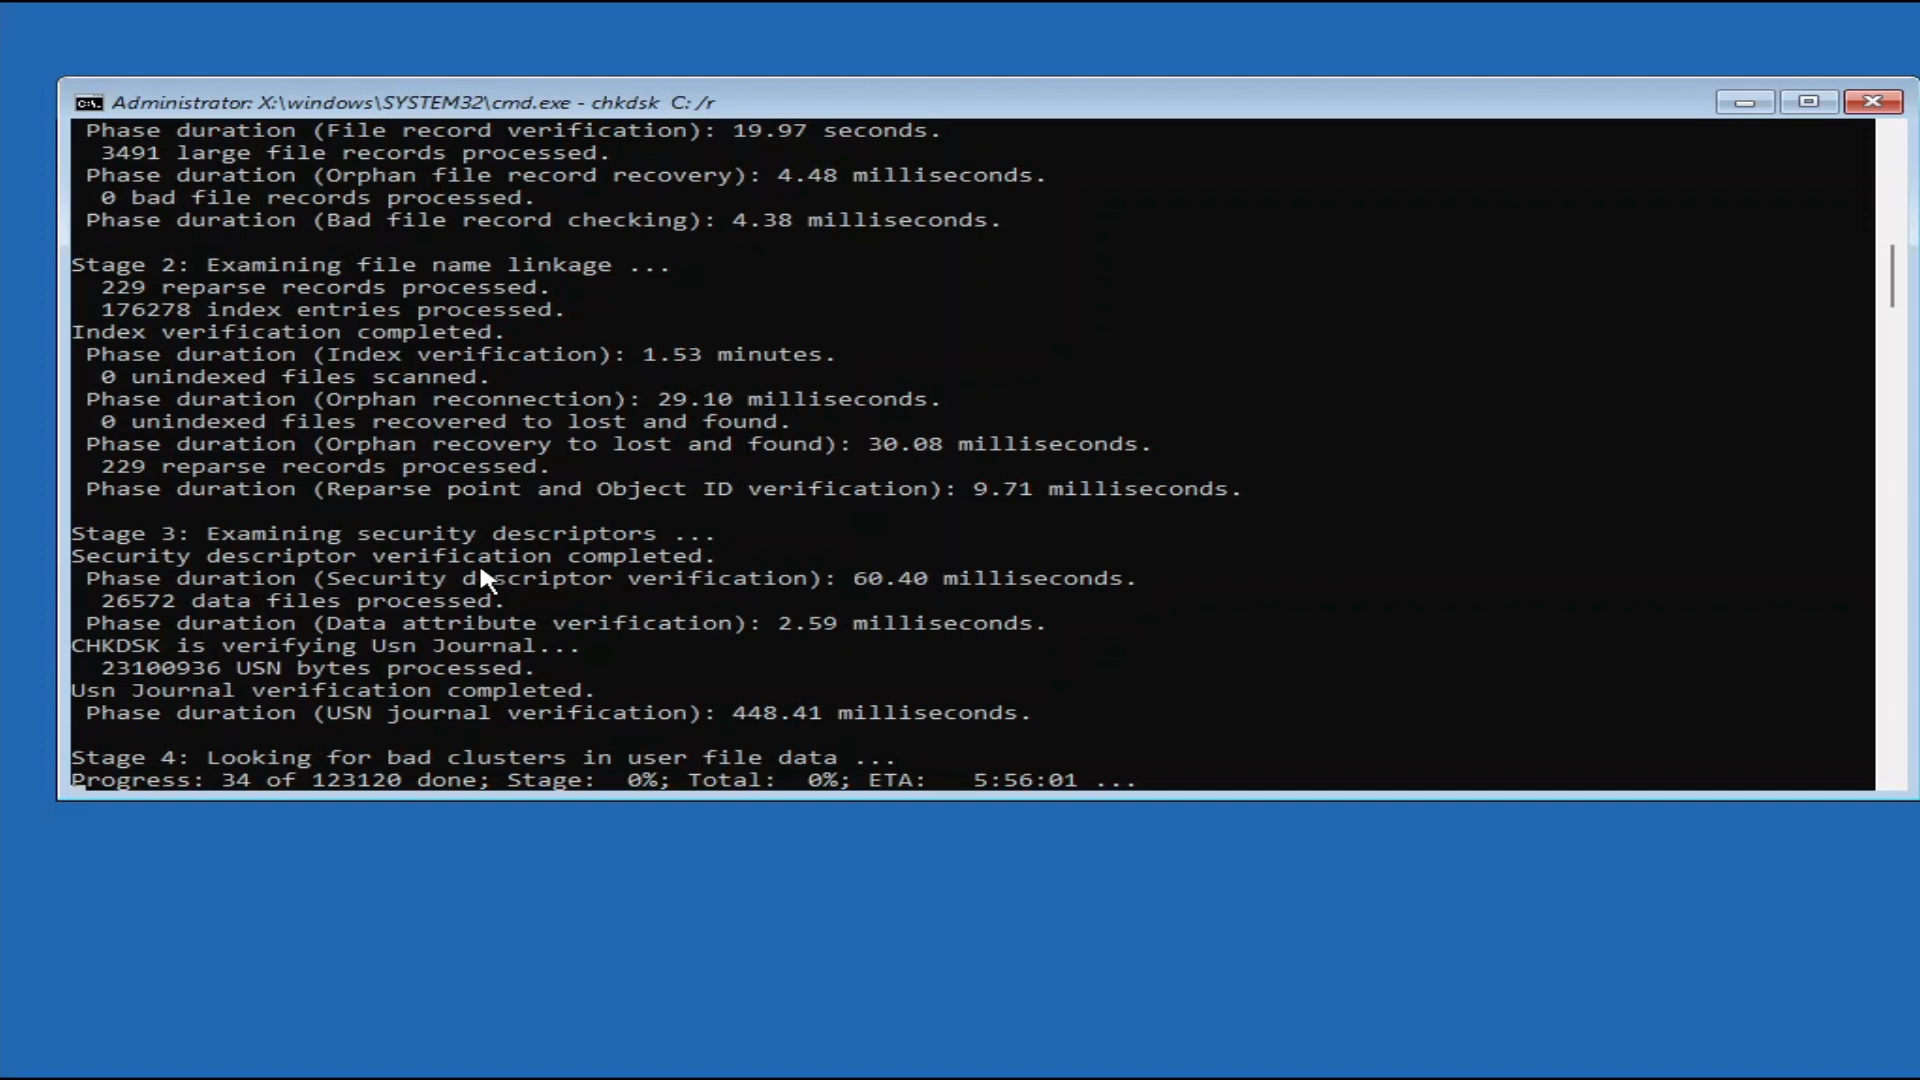 Administrator: X:\windows\SYSTEM32\cmd.exe - chkdsk  C: /r
Phase duration (File record verification): 19.97 seconds.
3491 large file records processed.
Phase duration (Orphan file record recovery): 4.48 milliseconds.
0 bad file records processed.
Phase duration (Bad file record checking): 4.38 milliseconds.
Stage 2: Examining file name linkage ...
229 reparse records processed.
176278 index entries processed.
Index verification completed.
Phase duration (Index verification): 1.53 minutes.
0 unindexed files scanned.
Phase duration (Orphan reconnection): 29.10 milliseconds.
0 unindexed files recovered to lost and found.
Phase duration (Orphan recovery to lost and found): 30.08 milliseconds.
229 reparse records processed.
Phase duration (Reparse point and Object ID verification): 9.71 milliseconds.
Stage 3: Examining security descriptors ...
Security descriptor verification completed.
Phase duration (Security descriptor verification): 60.40 milliseconds.
26572 data files processed.
Phase duration (Data attribute verification): 2.59 milliseconds.
CHKDSK is verifying Usn Journal...
23100936 USN bytes processed.
Usn Journal verification completed.
Phase duration (USN journal verification): 448.41 milliseconds.
Stage 4: Looking for bad clusters in user file data ...
Progress: 34 of 123120 done; Stage:  0%; Total:  0%; ETA:   5:56:01 ...